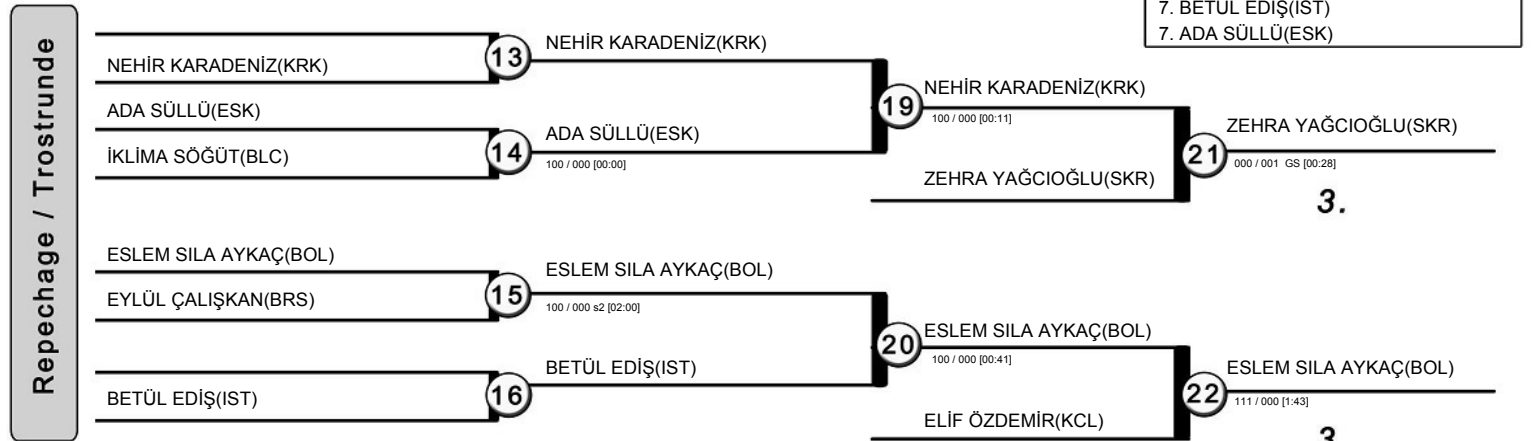 7. BETÜL EDİŞ(IST)
7. ADA SÜLLÜ(ESK)
Repechage / Trostrunde
NEHİR KARADENİZ(KRK)
13
NEHİR KARADENİZ(KRK)
ADA SÜLLÜ(ESK)
İKLİMA SÖĞÜT(BLC)
14
ADA SÜLLÜ(ESK)
100 / 000 [00:00]
19
NEHİR KARADENİZ(KRK)
100 / 000 [00:11]
ZEHRA YAĞCIOĞLU(SKR)
21
ZEHRA YAĞCIOĞLU(SKR)
000 / 001 GS [00:28]
3.
ESLEM SILA AYKAÇ(BOL)
EYLÜL ÇALIŞKAN(BRS)
15
ESLEM SILA AYKAÇ(BOL)
100 / 000 s2 [02:00]
BETÜL EDİŞ(IST)
16
BETÜL EDİŞ(IST)
20
ESLEM SILA AYKAÇ(BOL)
100 / 000 [00:41]
ELİF ÖZDEMİR(KCL)
22
ESLEM SILA AYKAÇ(BOL)
111 / 000 [1:43]
3